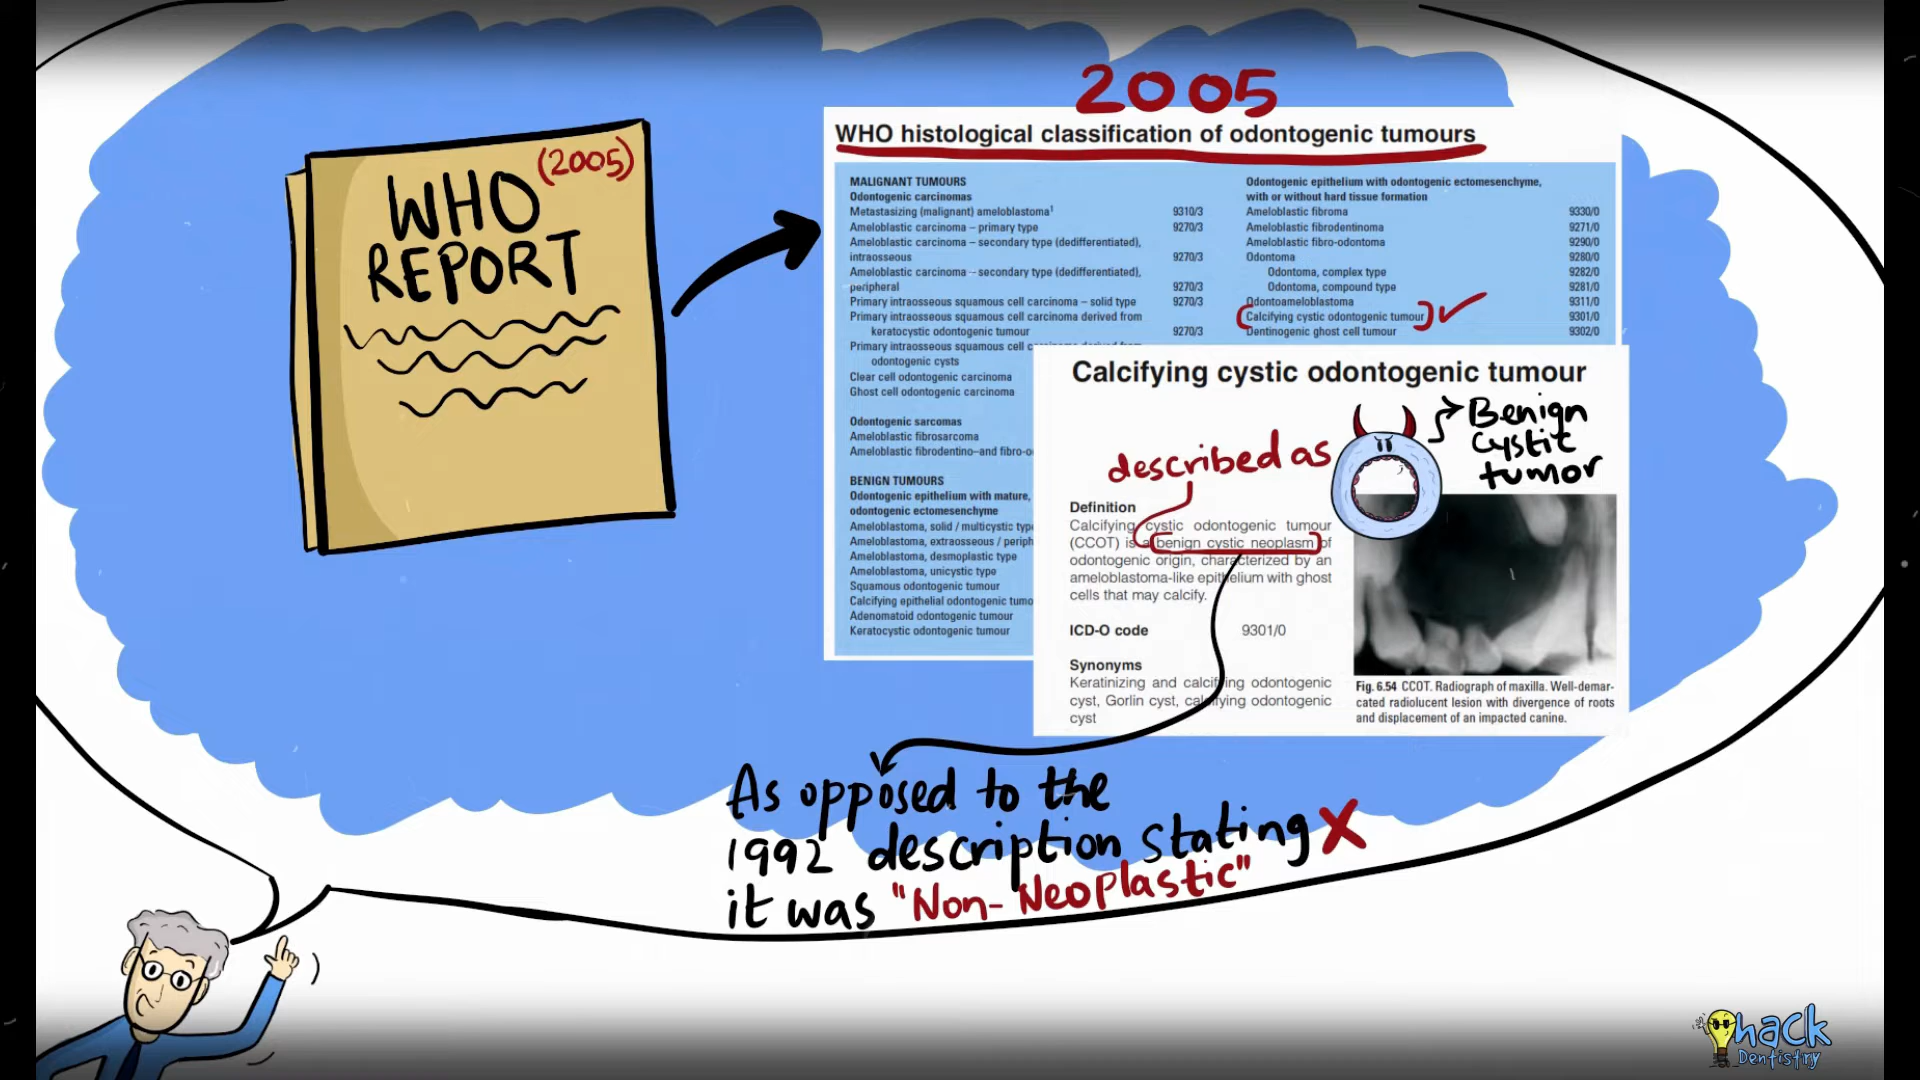 2005
WHO
(2005)
REPORT
WHO histological classification of odontogenic tumours
MALIGNANT TUMOURS
Odontogenic carcinomas
Metastasizing (malignant) ameloblastoma¹ 9310/3
Ameloblastic carcinoma – primary type 9270/3
Ameloblastic carcinoma – secondary type (dedifferentiated),
intraosseous 9270/3
Ameloblastic carcinoma – secondary type (dedifferentiated),
peripheral 9270/3
Primary intraosseous squamous cell carcinoma – solid type 9270/3
Primary intraosseous squamous cell carcinoma derived from
keratocystic odontogenic tumour 9270/3
Primary intraosseous squamous cell
odontogenic cysts
Clear cell odontogenic carcinoma
Ghost cell odontogenic carcinoma
Odontogenic sarcomas
Ameloblastic fibrosarcoma
Ameloblastic fibrodentino–and fibro-o
BENIGN TUMOURS
Odontogenic epithelium with mature,
odontogenic ectomesenchyme
Ameloblastoma, solid / multicystic type
Ameloblastoma, extraosseous / periph
Ameloblastoma, desmoplastic type
Ameloblastoma, unicystic type
Squamous odontogenic tumour
Calcifying epithelial odontogenic tumo
Adenomatoid odontogenic tumour
Keratocystic odontogenic tumour
Odontogenic epithelium with odontogenic ectomesenchyme,
with or without hard tissue formation
Ameloblastic fibroma 9330/0
Ameloblastic fibrodentinoma 9271/0
Ameloblastic fibro-odontoma 9290/0
Odontoma 9280/0
Odontoma, complex type 9282/0
Odontoma, compound type 9281/0
Odontoameloblastoma 9311/0
Calcifying cystic odontogenic tumour 9301/0
Dentinogenic ghost cell tumour 9302/0
Calcifying cystic odontogenic tumour
described as
Benign
Cystic
tumor
Definition
Calcifying cystic odontogenic tumour
(CCOT) is a benign cystic neoplasm of
odontogenic origin, characterized by an
ameloblastoma-like epithelium with ghost
cells that may calcify.
ICD-O code 9301/0
Synonyms
Keratinizing and calcifying odontogenic
cyst, Gorlin cyst, calcifying odontogenic
cyst
Fig. 6.54 CCOT. Radiograph of maxilla. Well-demar-
cated radiolucent lesion with divergence of roots
and displacement of an impacted canine.
As opposed to the
1992 description stating
it was "Non-Neoplastic"
hack
Dentistry